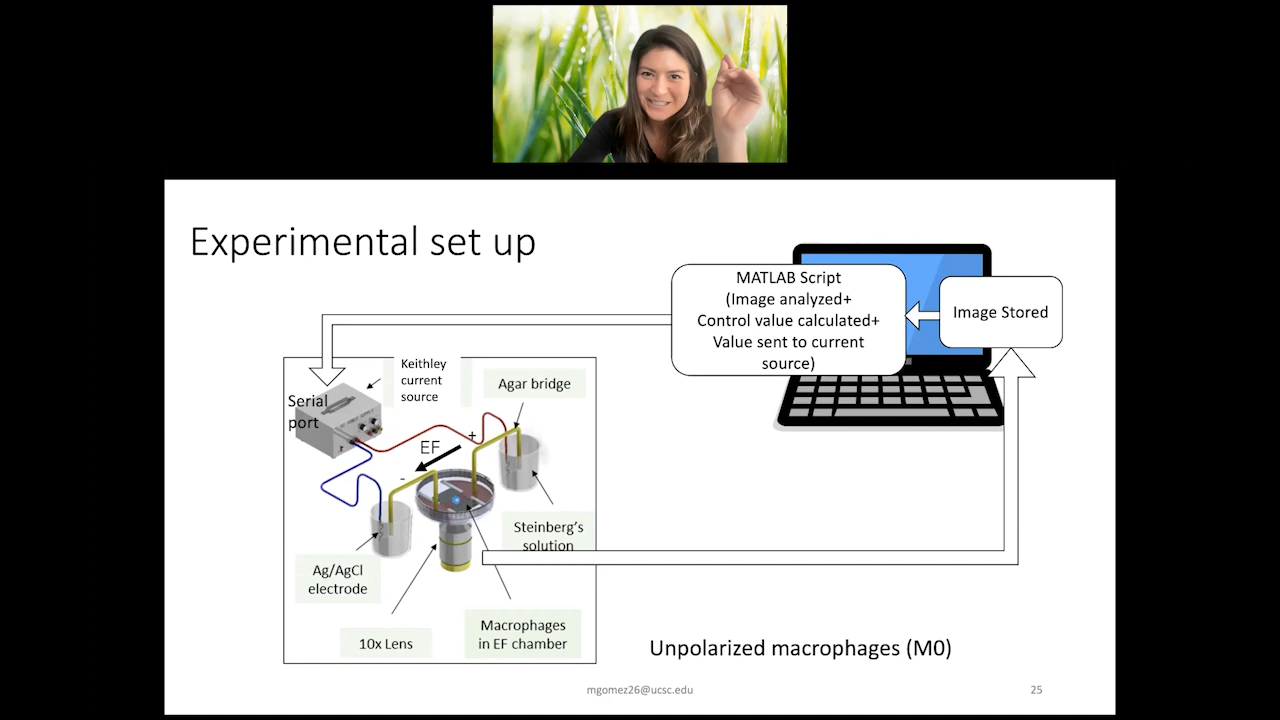 Experimental set up
MATLAB Script
(Image analyzed+
Control value calculated+
Value sent to current
source)
Image Stored
Keithley
current
source
Serial
port
Agar bridge
EF
+
-
Steinberg's
solution
Ag/AgCl
electrode
10x Lens
Macrophages
in EF chamber
Unpolarized macrophages (M0)
mgomez26@ucsc.edu
25